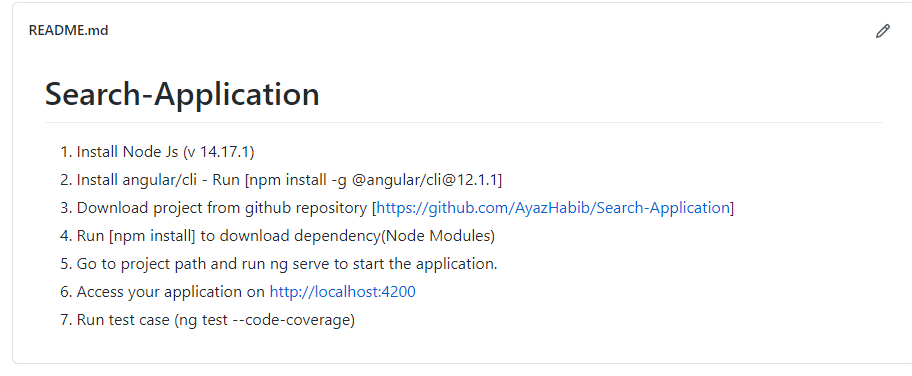 README.md
Search-Application
1. Install Node Js (v 14.17.1)
2. Install angular/cli - Run [npm install -g @angular/cli@12.1.1]
3. Download project from github repository [https://github.com/AyazHabib/Search-Application]
4. Run [npm install] to download dependency(Node Modules)
5. Go to project path and run ng serve to start the application.
6. Access your application on http://localhost:4200
7. Run test case (ng test --code-coverage)